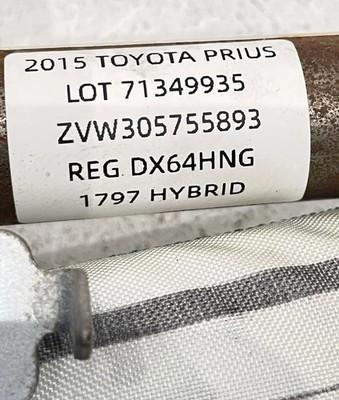 2015 TOYOTA PRIUS
LOT 71349935
ZVW305755893
REG DX64HNG
1797 HYBRID